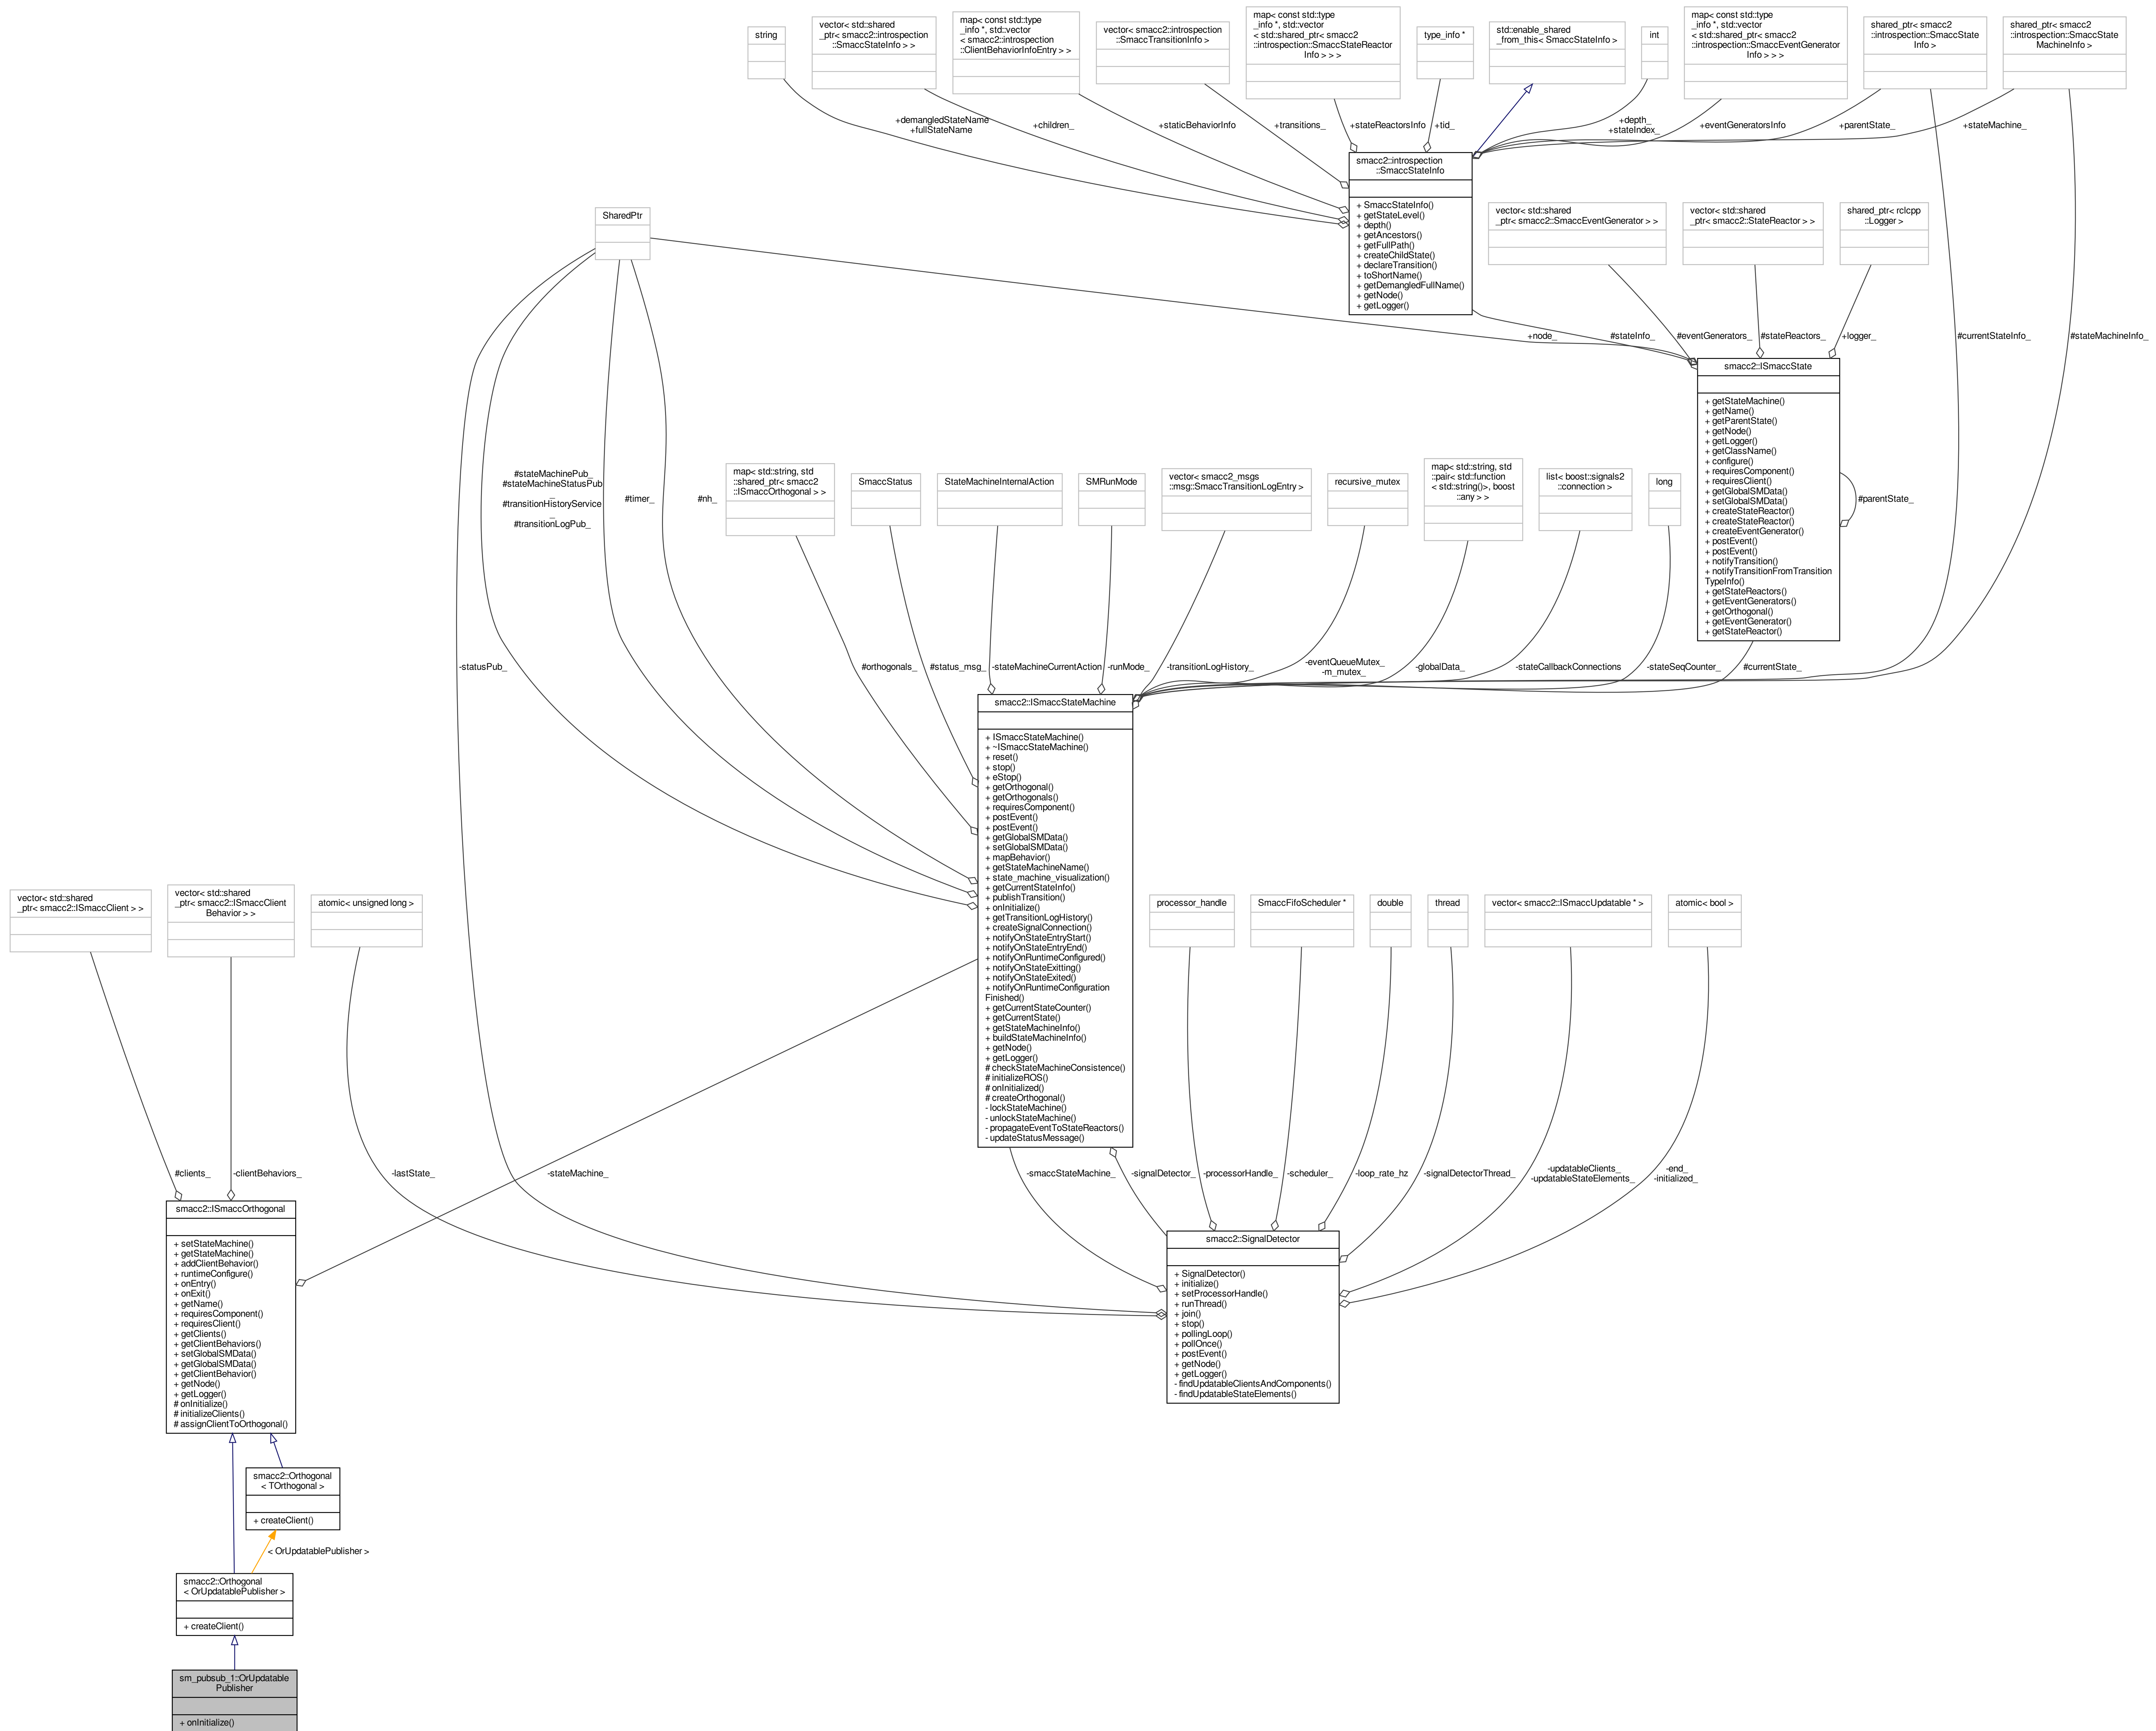 string
vector< std::shared
_ptr< smacc2::introspection
::SmaccStateInfo > >
map< const std::type
_info *, std::vector
< smacc2::introspection
::ClientBehaviorInfoEntry > >
vector< smacc2::introspection
::SmaccTransitionInfo >
map< const std::type
_info *, std::vector
< std::shared_ptr< smacc2
::introspection::SmaccStateReactor
Info > > >
type_info *
std::enable_shared
_from_this< SmaccStateInfo >
int
map< const std::type
_info *, std::vector
< std::shared_ptr< smacc2
::introspection::SmaccEventGenerator
Info > > >
shared_ptr< smacc2
::introspection::SmaccState
Info >
shared_ptr< smacc2
::introspection::SmaccState
MachineInfo >
+demangledStateName
+fullStateName
+children_
+staticBehaviorInfo
+transitions_
+stateReactorsInfo
+tid_
+depth_
+stateIndex_
+eventGeneratorsInfo
+parentState_
+stateMachine_
smacc2::introspection
::SmaccStateInfo
+ SmaccStateInfo()
+ getStateLevel()
+ depth()
+ getAncestors()
+ getFullPath()
+ createChildState()
+ declareTransition()
+ toShortName()
+ getDemangledFullName()
+ getNode()
+ getLogger()
SharedPtr
vector< std::shared
_ptr< smacc2::SmaccEventGenerator > >
vector< std::shared
_ptr< smacc2::StateReactor > >
shared_ptr< rclcpp
::Logger >
+node_
#stateInfo_
#eventGenerators_
#stateReactors_
+logger_
#currentStateInfo_
#stateMachineInfo_
smacc2::ISmaccState
+ getStateMachine()
+ getName()
+ getParentState()
+ getNode()
+ getLogger()
+ getClassName()
+ configure()
+ requiresComponent()
+ requiresClient()
+ getGlobalSMData()
+ setGlobalSMData()
+ createStateReactor()
+ createStateReactor()
+ createEventGenerator()
+ postEvent()
+ postEvent()
+ notifyTransition()
+ notifyTransitionFromTransition
TypeInfo()
+ getStateReactors()
+ getEventGenerators()
+ getOrthogonal()
+ getEventGenerator()
+ getStateReactor()
#parentState_
#stateMachinePub_
#stateMachineStatusPub
_
#transitionHistoryService
_
#transitionLogPub_
#timer_
#nh_
map< std::string, std
::shared_ptr< smacc2
::ISmaccOrthogonal > >
SmaccStatus
StateMachineInternalAction
SMRunMode
vector< smacc2_msgs
::msg::SmaccTransitionLogEntry >
recursive_mutex
map< std::string, std
::pair< std::function
< std::string()>, boost
::any > >
list< boost::signals2
::connection >
long
-statusPub_
#orthogonals_
#status_msg_
-stateMachineCurrentAction
-runMode_
-transitionLogHistory_
-eventQueueMutex_
-m_mutex_
-globalData_
-stateCallbackConnections
-stateSeqCounter_
#currentState_
smacc2::ISmaccStateMachine
+ ISmaccStateMachine()
+ ~ISmaccStateMachine()
+ reset()
+ stop()
+ eStop()
+ getOrthogonal()
+ getOrthogonals()
+ requiresComponent()
+ postEvent()
+ postEvent()
+ getGlobalSMData()
+ setGlobalSMData()
+ mapBehavior()
+ getStateMachineName()
+ state_machine_visualization()
+ getCurrentStateInfo()
+ publishTransition()
+ onInitialize()
+ getTransitionLogHistory()
+ createSignalConnection()
+ notifyOnStateEntryStart()
+ notifyOnStateEntryEnd()
+ notifyOnRuntimeConfigured()
+ notifyOnStateExitting()
+ notifyOnStateExited()
+ notifyOnRuntimeConfiguration
Finished()
+ getCurrentStateCounter()
+ getCurrentState()
+ getStateMachineInfo()
+ buildStateMachineInfo()
+ getNode()
+ getLogger()
# checkStateMachineConsistence()
# initializeROS()
# onInitialized()
# createOrthogonal()
- lockStateMachine()
- unlockStateMachine()
- propagateEventToStateReactors()
- updateStatusMessage()
vector< std::shared
_ptr< smacc2::ISmaccClient > >
vector< std::shared
_ptr< smacc2::ISmaccClient
Behavior > >
atomic< unsigned long >
processor_handle
SmaccFifoScheduler *
double
thread
vector< smacc2::ISmaccUpdatable * >
atomic< bool >
#clients_
-clientBehaviors_
-lastState_
-stateMachine_
-smaccStateMachine_
-signalDetector_
-processorHandle_
-scheduler_
-loop_rate_hz
-signalDetectorThread_
-updatableClients_
-updatableStateElements_
-end_
-initialized_
smacc2::ISmaccOrthogonal
+ setStateMachine()
+ getStateMachine()
+ addClientBehavior()
+ runtimeConfigure()
+ onEntry()
+ onExit()
+ getName()
+ requiresComponent()
+ requiresClient()
+ getClients()
+ getClientBehaviors()
+ setGlobalSMData()
+ getGlobalSMData()
+ getClientBehavior()
+ getNode()
+ getLogger()
# onInitialize()
# initializeClients()
# assignClientToOrthogonal()
smacc2::SignalDetector
+ SignalDetector()
+ initialize()
+ setProcessorHandle()
+ runThread()
+ join()
+ stop()
+ pollingLoop()
+ pollOnce()
+ postEvent()
+ getNode()
+ getLogger()
- findUpdatableClientsAndComponents()
- findUpdatableStateElements()
smacc2::Orthogonal
< TOrthogonal >
+ createClient()
< OrUpdatablePublisher >
smacc2::Orthogonal
< OrUpdatablePublisher >
+ createClient()
sm_pubsub_1::OrUpdatable
Publisher
+ onInitialize()